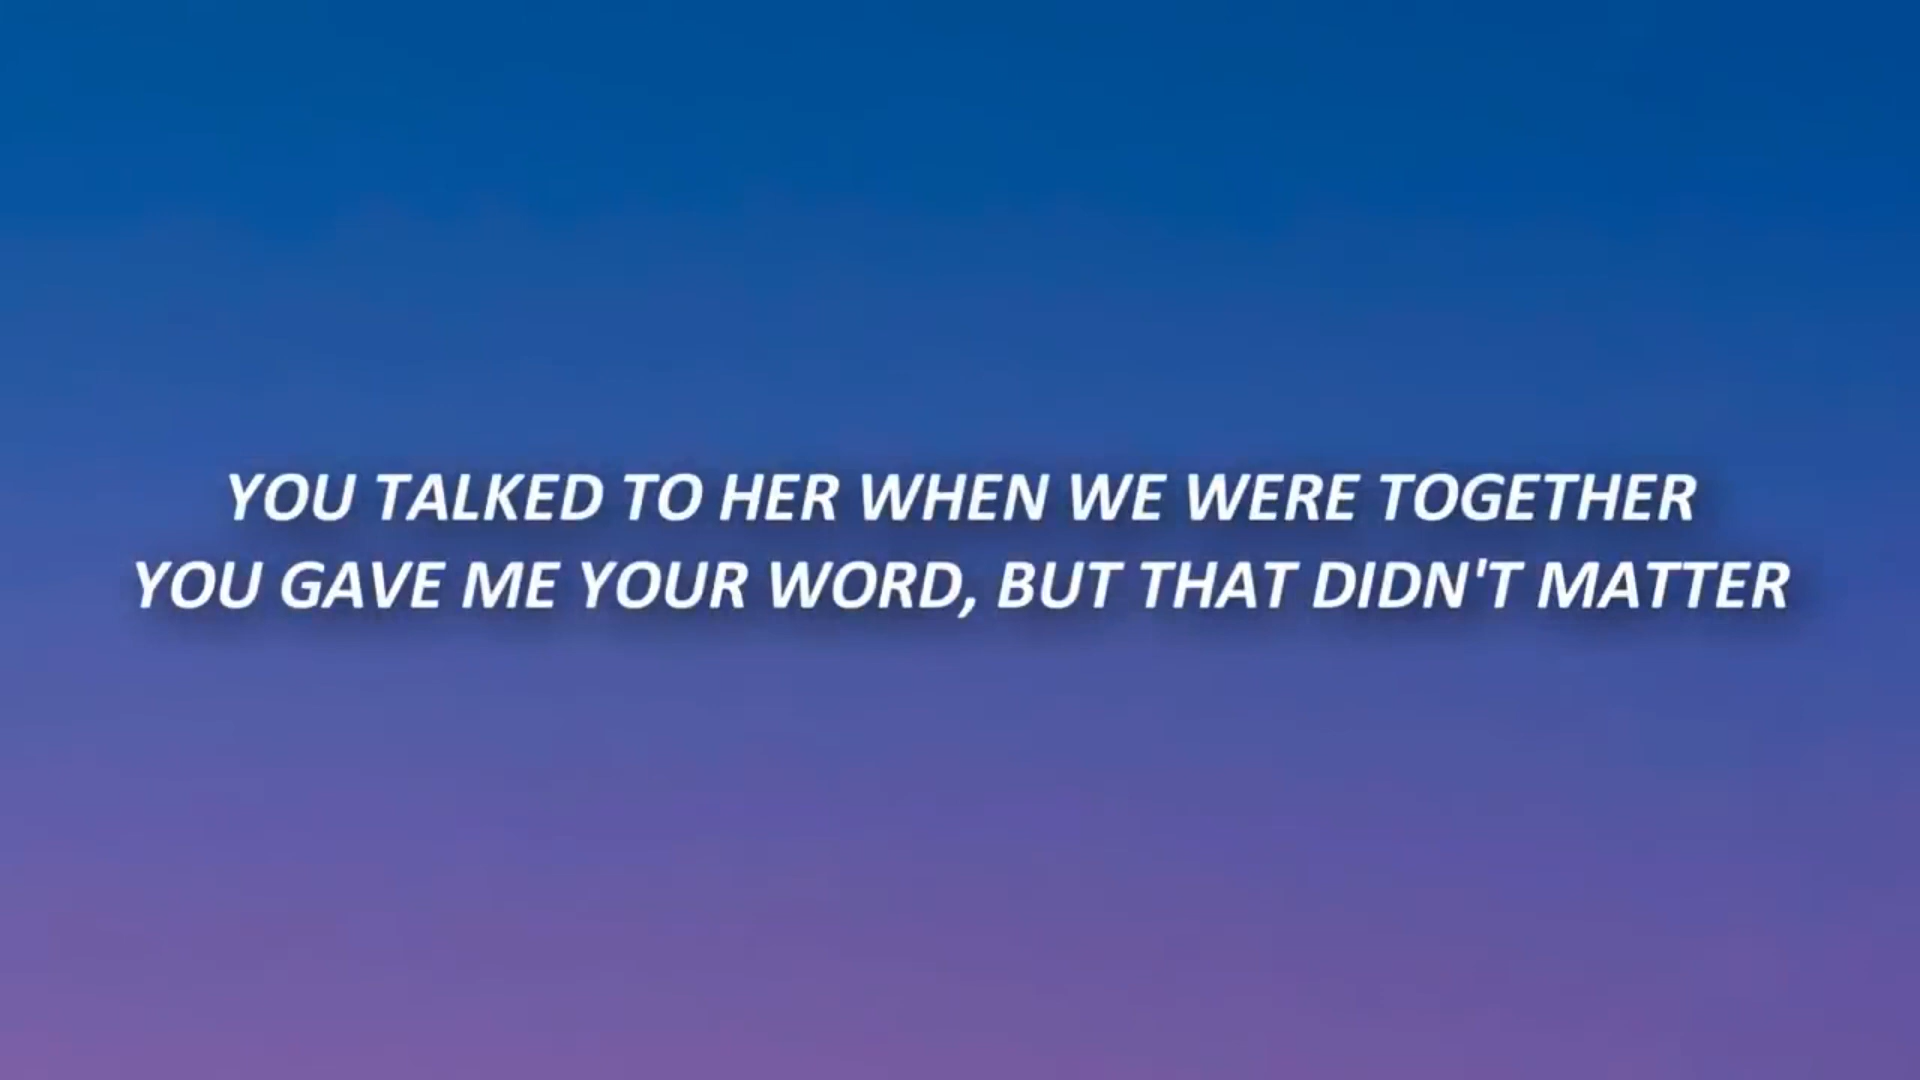 YOU TALKED TO HER WHEN WE WERE TOGETHER
YOU GAVE ME YOUR WORD, BUT THAT DIDN'T MATTER